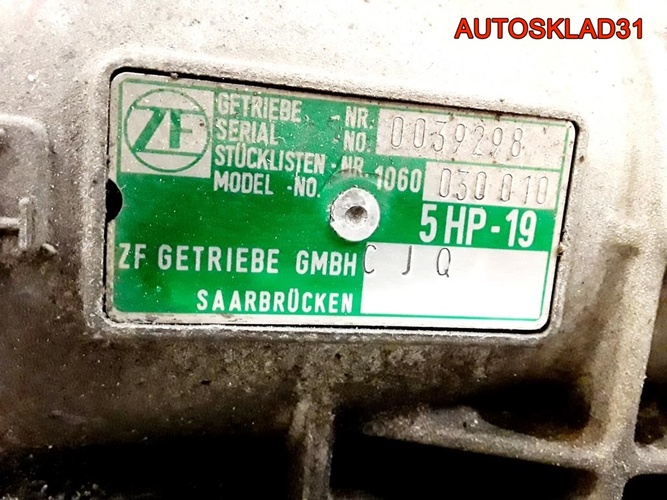 AUTOSKLAD31
ZF
GETRIEBE - NR.
SERIAL - NO. 0039298
STÜCKLISTEN - NR. 1060 030 010
MODEL - NO.
5 HP - 19
ZF GETRIEBE GMBH C J Q
SAARBRÜCKEN